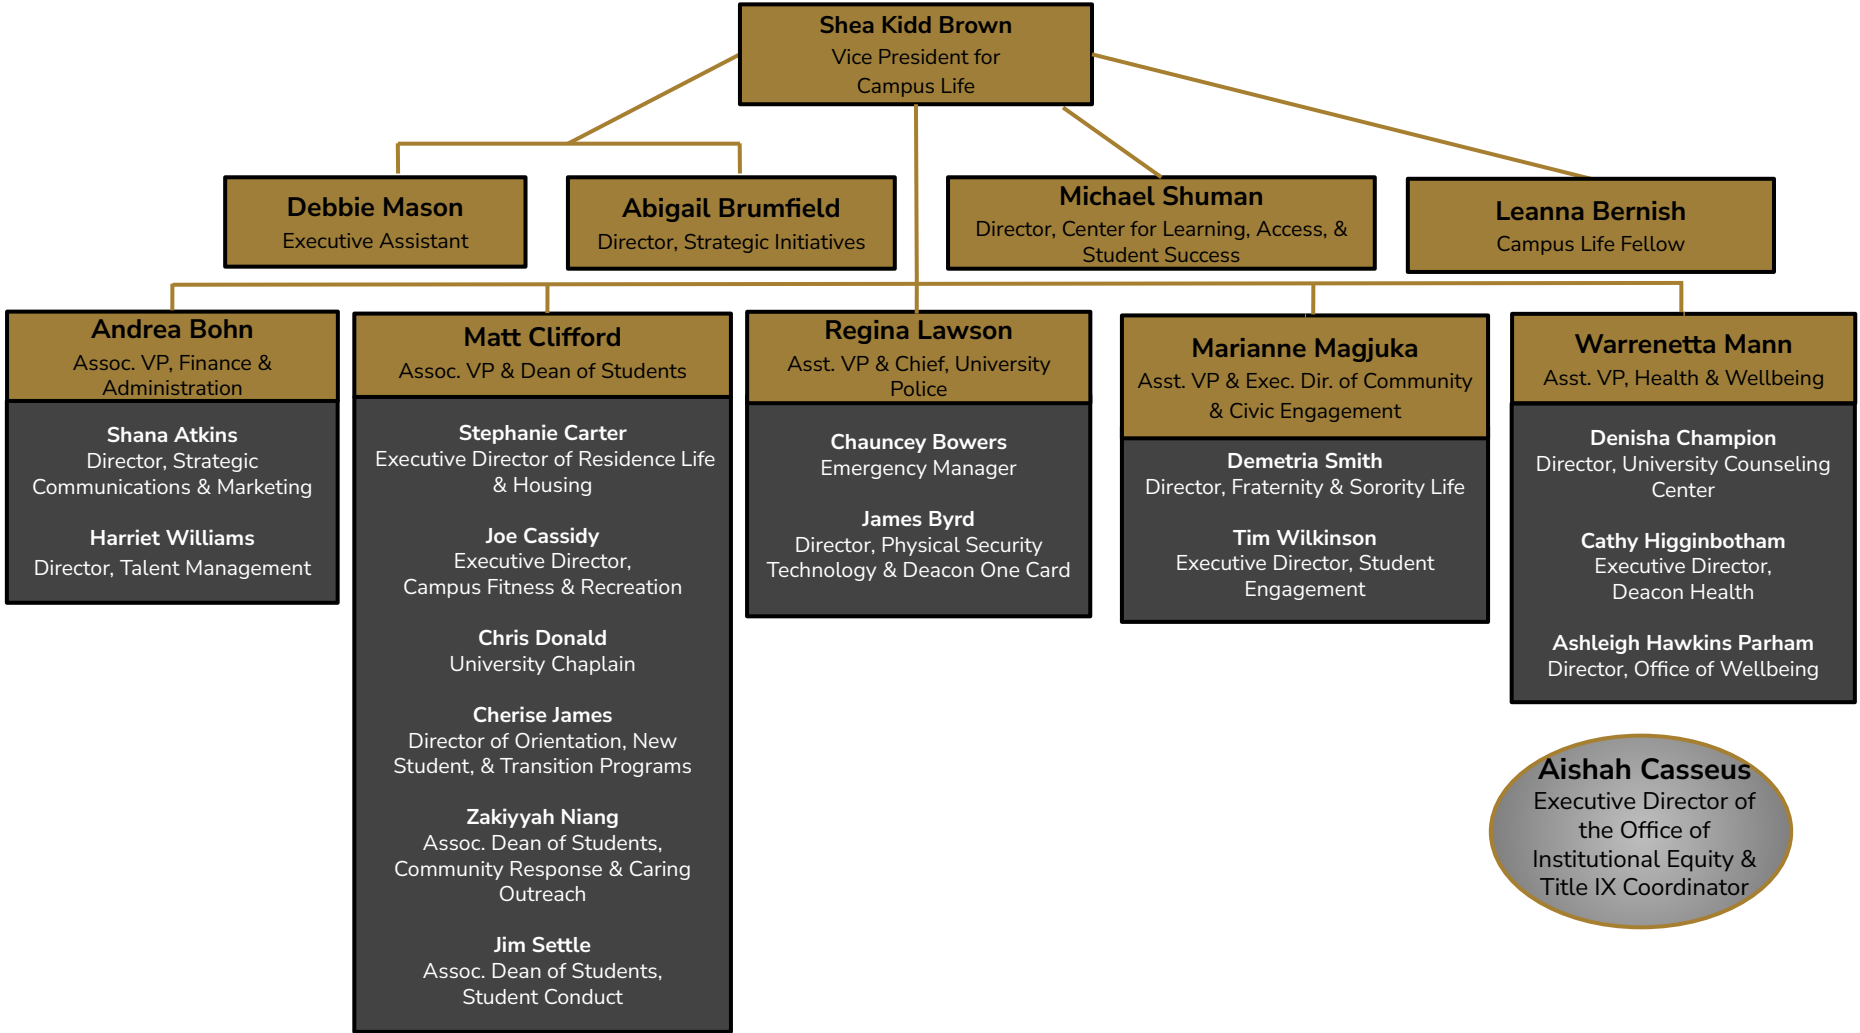 Shea Kidd Brown
Vice President for
Campus Life
Debbie Mason
Executive Assistant
Abigail Brumfield
Director, Strategic Initiatives
Michael Shuman
Director, Center for Learning, Access, &
Student Success
Leanna Bernish
Campus Life Fellow
Andrea Bohn
Assoc. VP, Finance &
Administration
Shana Atkins
Director, Strategic
Communications & Marketing
Harriet Williams
Director, Talent Management
Matt Clifford
Assoc. VP & Dean of Students
Stephanie Carter
Executive Director of Residence Life
& Housing
Joe Cassidy
Executive Director,
Campus Fitness & Recreation
Chris Donald
University Chaplain
Cherise James
Director of Orientation, New
Student, & Transition Programs
Zakiyyah Niang
Assoc. Dean of Students,
Community Response & Caring
Outreach
Jim Settle
Assoc. Dean of Students,
Student Conduct
Regina Lawson
Asst. VP & Chief, University
Police
Chauncey Bowers
Emergency Manager
James Byrd
Director, Physical Security
Technology & Deacon One Card
Marianne Magjuka
Asst. VP & Exec. Dir. of Community
& Civic Engagement
Demetria Smith
Director, Fraternity & Sorority Life
Tim Wilkinson
Executive Director, Student
Engagement
Warrenetta Mann
Asst. VP, Health & Wellbeing
Denisha Champion
Director, University Counseling
Center
Cathy Higginbotham
Executive Director,
Deacon Health
Ashleigh Hawkins Parham
Director, Office of Wellbeing
Aishah Casseus
Executive Director of
the Office of
Institutional Equity &
Title IX Coordinator